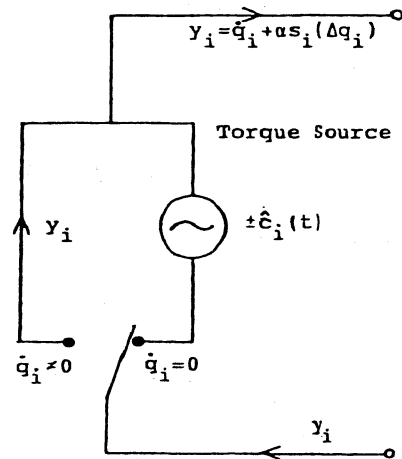 y_i=q̇_i+αs_i(Δq_i)
Torque Source
y_i
±ĉ_i(t)
q̇_i≠0
q̇_i=0
y_i